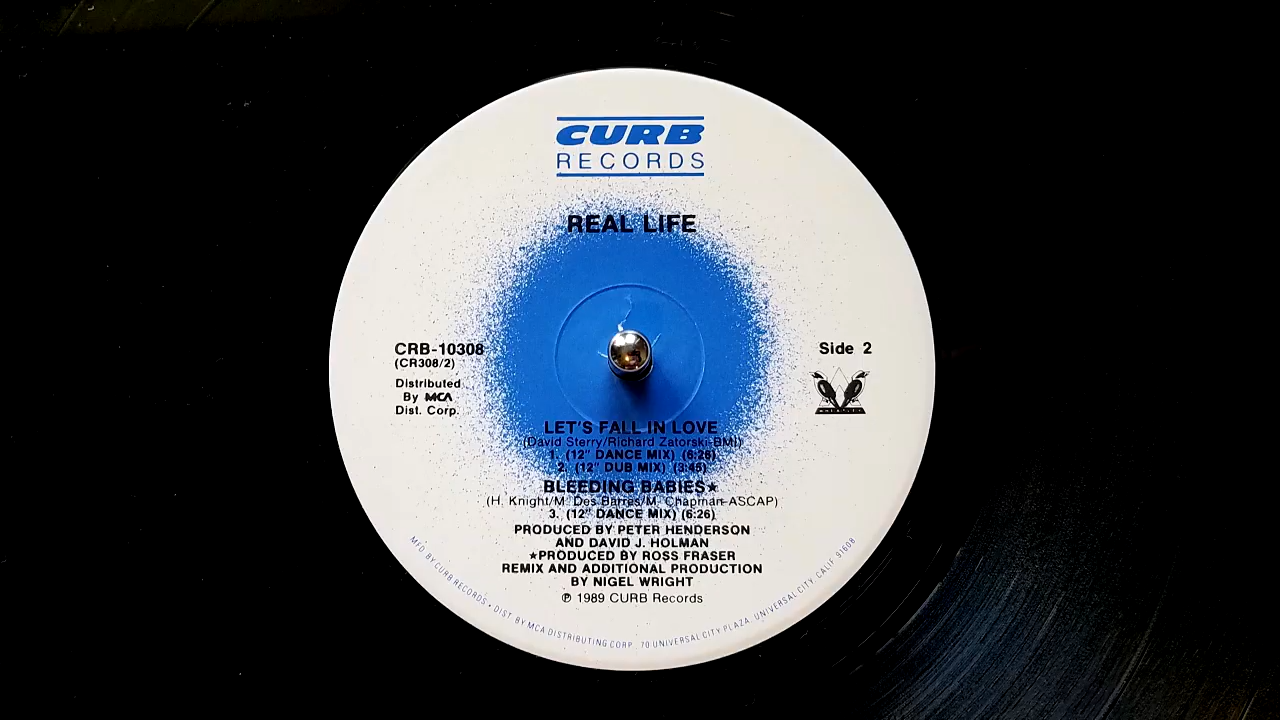 CURB
RECORDS
REAL LIFE
CRB-10308
(CR308/2)
Distributed
By MCA
Dist. Corp.
Side 2
LET'S FALL IN LOVE
(David Sterry/Richard Zatorski-BMI)
1. (12" DANCE MIX) (6:26)
2. (12" DUB MIX) (3:45)
BLEEDING BABIES★
(H. Knight/M. Des Barres/M. Chapman-ASCAP)
3. (12" DANCE MIX) (6:26)
PRODUCED BY PETER HENDERSON
AND DAVID J. HOLMAN
★PRODUCED BY ROSS FRASER
REMIX AND ADDITIONAL PRODUCTION
BY NIGEL WRIGHT
℗ 1989 CURB Records
MFD. BY CURB RECORDS • DIST. BY MCA DISTRIBUTING CORP., 70 UNIVERSAL CITY PLAZA, UNIVERSAL CITY, CALIF. 91608